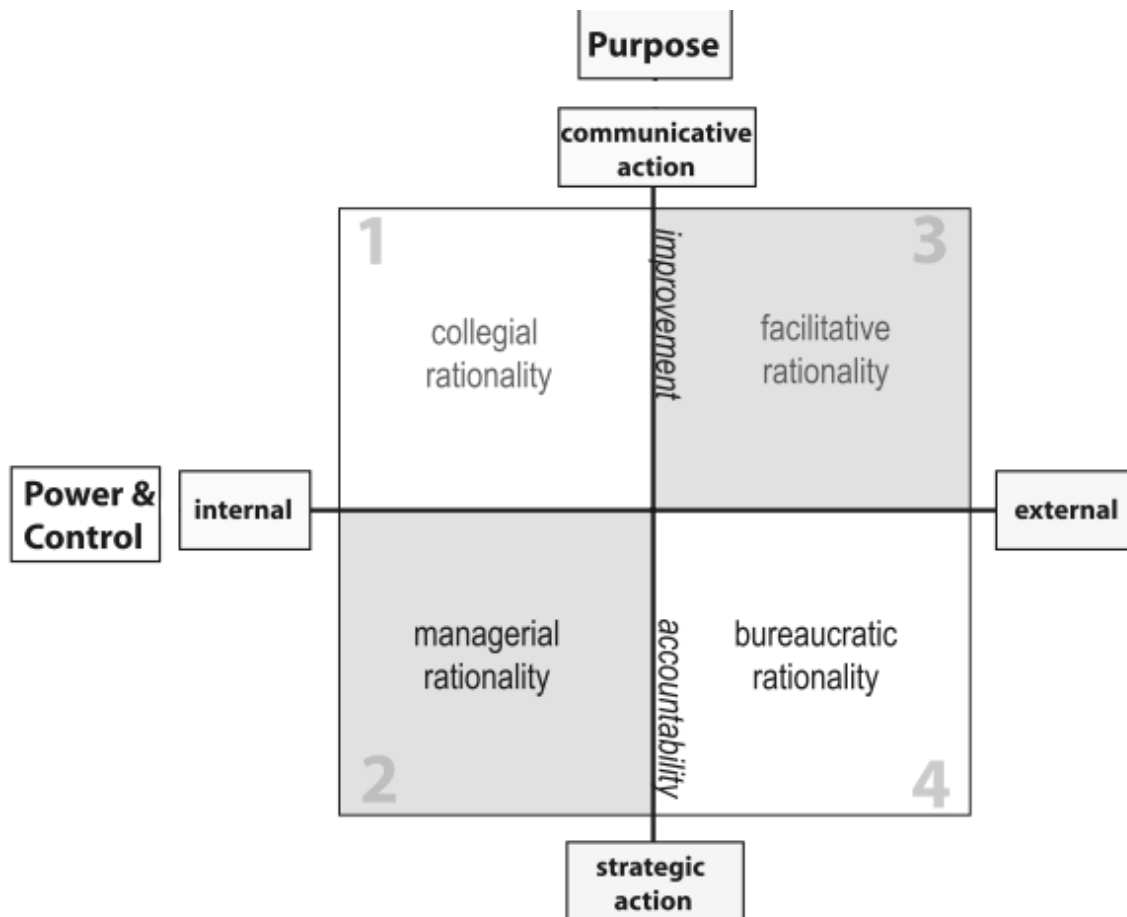 Purpose
communicative
action
1
3
improvement
collegial
rationality
facilitative
rationality
Power &
Control
internal
external
managerial
rationality
accountability
bureaucratic
rationality
2
4
strategic
action